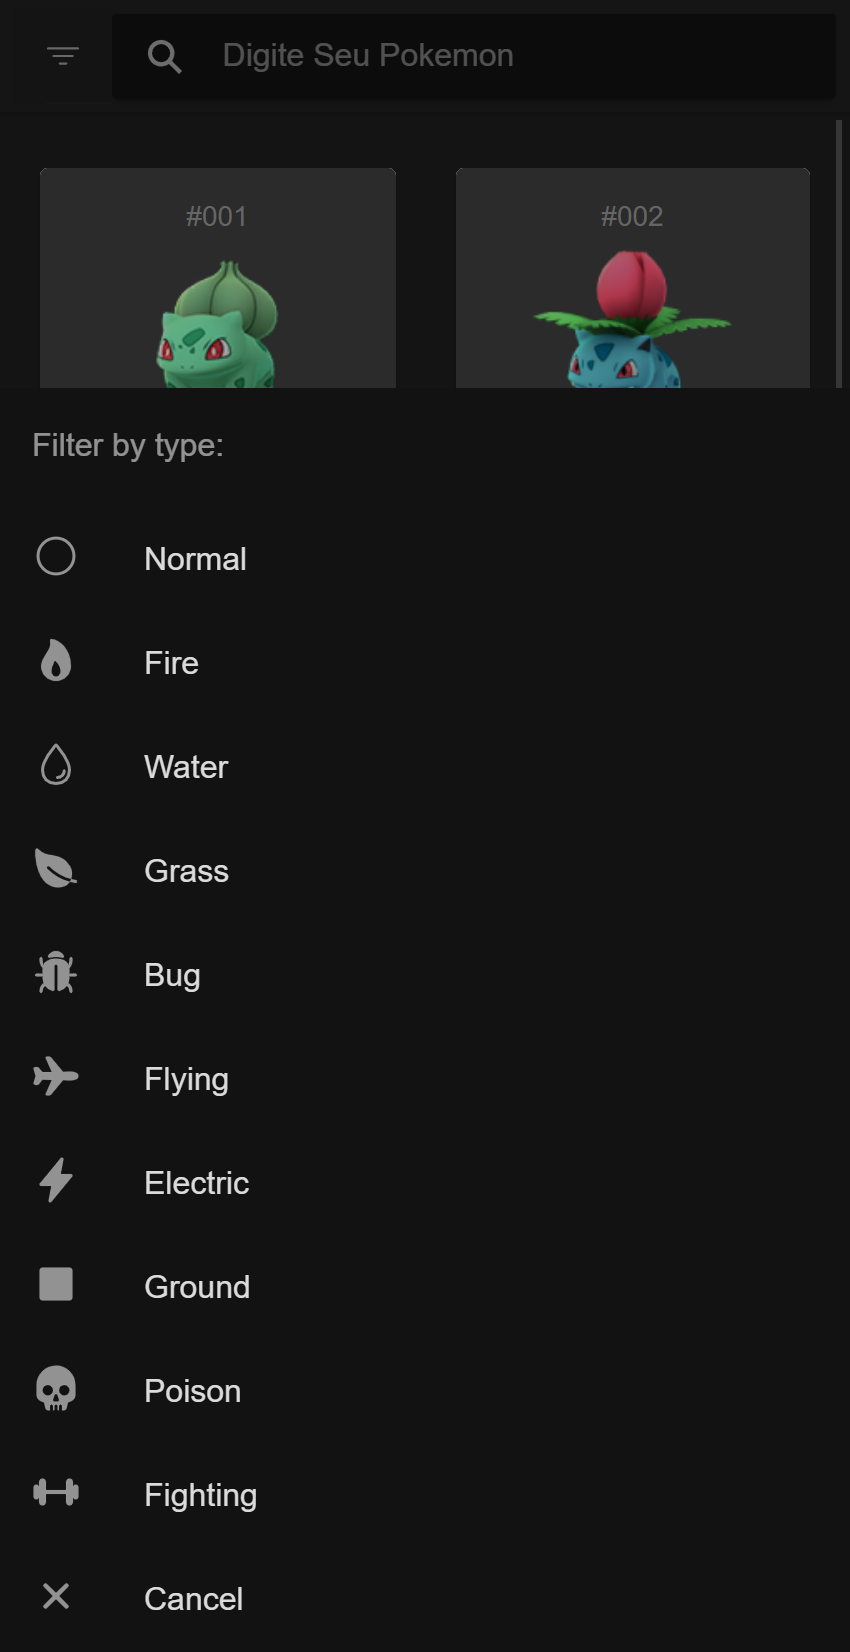 Digite Seu Pokemon
#001
#002
Filter by type:
Normal
Fire
Water
Grass
Bug
Flying
Electric
Ground
Poison
Fighting
Cancel